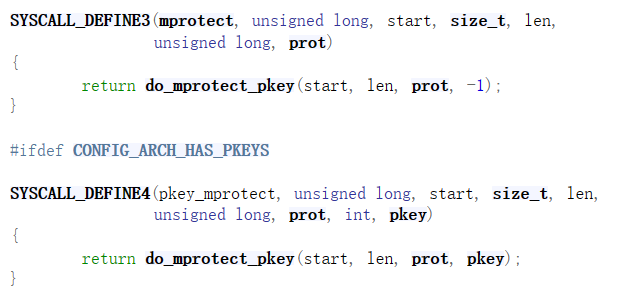 SYSCALL_DEFINE3(mprotect, unsigned long, start, size_t, len,
unsigned long, prot)
{
return do_mprotect_pkey(start, len, prot, -1);
}
#ifdef CONFIG_ARCH_HAS_PKEYS
SYSCALL_DEFINE4(pkey_mprotect, unsigned long, start, size_t, len,
unsigned long, prot, int, pkey)
{
return do_mprotect_pkey(start, len, prot, pkey);
}